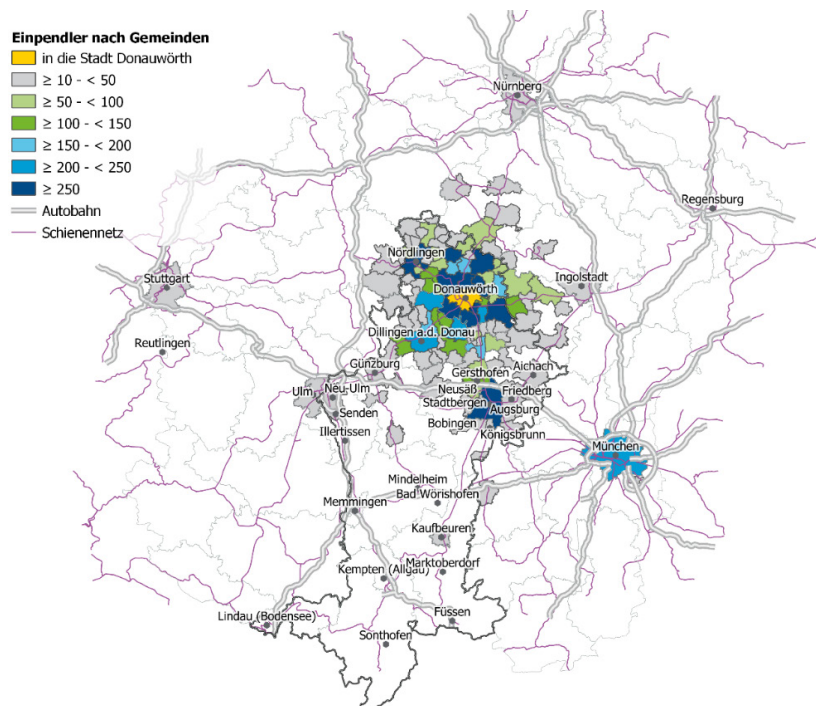 Einpendler nach Gemeinden
in die Stadt Donauwörth
≥ 10 - < 50
≥ 50 - < 100
≥ 100 - < 150
≥ 150 - < 200
≥ 200 - < 250
≥ 250
Autobahn
Schienennetz
Nürnberg
Regensburg
Nördlingen
Stuttgart
Ingolstadt
Donauwörth
Dillingen a.d. Donau
Reutlingen
Günzburg
Aichach
Gersthofen
Ulm
Neu-Ulm
Neusäß
Friedberg
Stadtbergen
Senden
Augsburg
Bobingen
Illertissen
Königsbrunn
München
Mindelheim
Bad Wörishofen
Memmingen
Kaufbeuren
Marktoberdorf
Kempten (Allgäu)
Lindau (Bodensee)
Füssen
Sonthofen